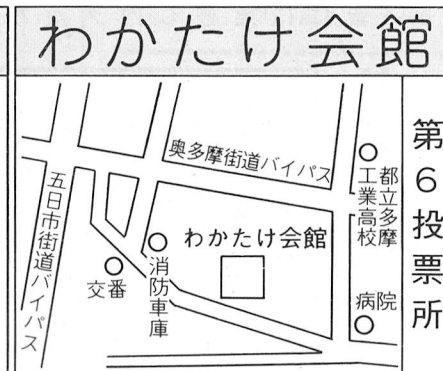 わかたけ会館
第6投票所
奥多摩街道バイパス
都立多摩
工業高校
五日市街道バイパス
わかたけ会館
消防車庫
交番
病院